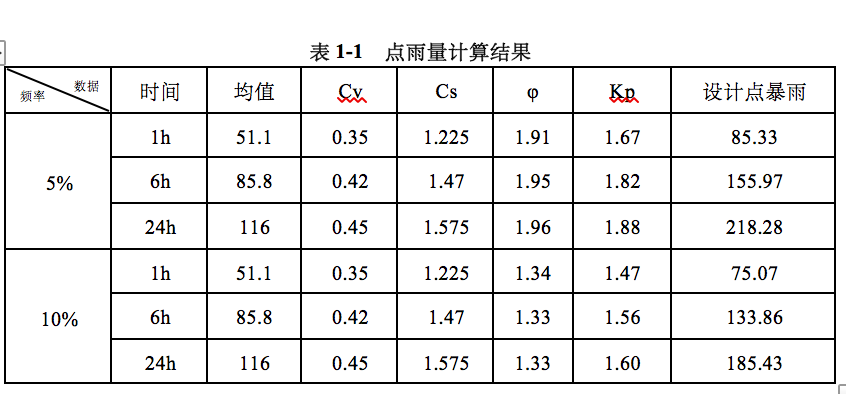 表 1-1 点雨量计算结果
数据 频率 时间 均值 Cv Cs φ Kp 设计点暴雨
5%
1h 51.1 0.35 1.225 1.91 1.67 85.33
6h 85.8 0.42 1.47 1.95 1.82 155.97
24h 116 0.45 1.575 1.96 1.88 218.28
10%
1h 51.1 0.35 1.225 1.34 1.47 75.07
6h 85.8 0.42 1.47 1.33 1.56 133.86
24h 116 0.45 1.575 1.33 1.60 185.43